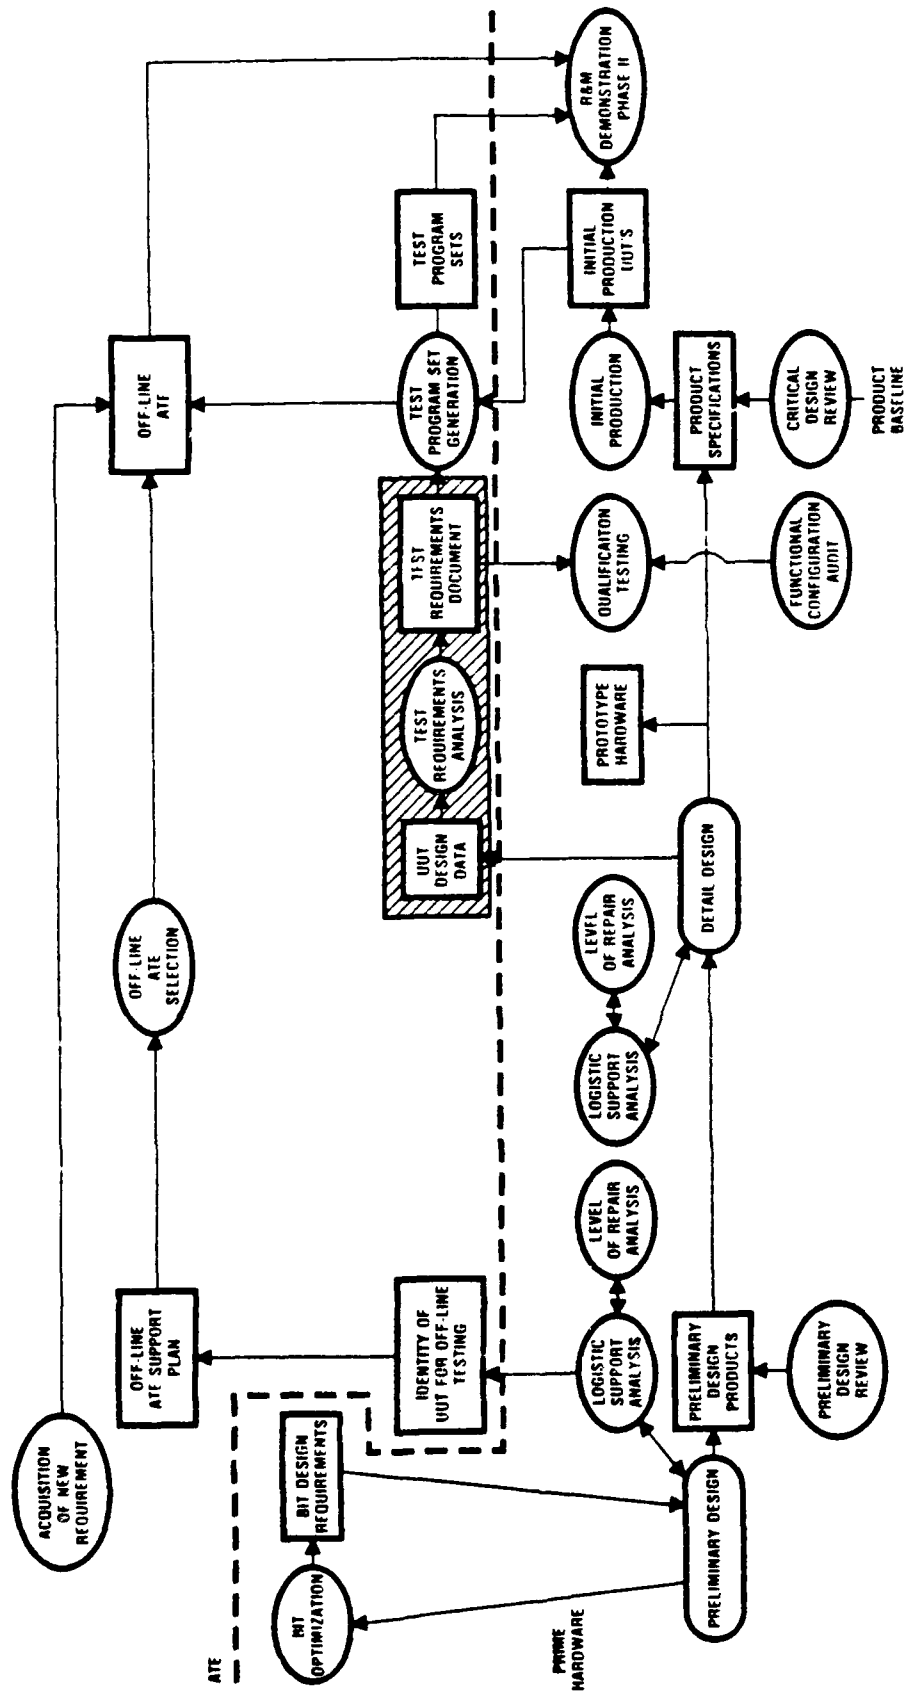 ACQUISITION
OF NEW
REQUIREMENT
OFF-LINE
ATE SUPPORT
PLAN
OFF-LINE
ATE
SELECTION
OFF-LINE
ATE
ATE
BIT
OPTIMIZATION
BIT DESIGN
REQUIREMENTS
IDENTITY OF
UUT FOR OFF-LINE
TESTING
UUT
DESIGN
DATA
TEST
REQUIREMENTS
ANALYSIS
TEST
REQUIREMENTS
DOCUMENT
TEST
PROGRAM SET
GENERATION
TEST
PROGRAM
SETS
PRIME
HARDWARE
LOGISTIC
SUPPORT
ANALYSIS
LEVEL
OF REPAIR
ANALYSIS
LOGISTIC
SUPPORT
ANALYSIS
LEVEL
OF REPAIR
ANALYSIS
PROTOTYPE
HARDWARE
QUALIFICAITON
TESTING
INITIAL
PRODUCTION
INITIAL
PRODUCTION
UUT'S
R&M
DEMONSTRATION
PHASE II
PRELIMINARY DESIGN
PRELIMINARY
DESIGN
PRODUCTS
DETAIL DESIGN
PRODUCT
SPECIFICATIONS
PRELIMINARY
DESIGN
REVIEW
FUNCTIONAL
CONFIGURATION
AUDIT
CRITICAL
DESIGN
REVIEW
PRODUCT
BASELINE